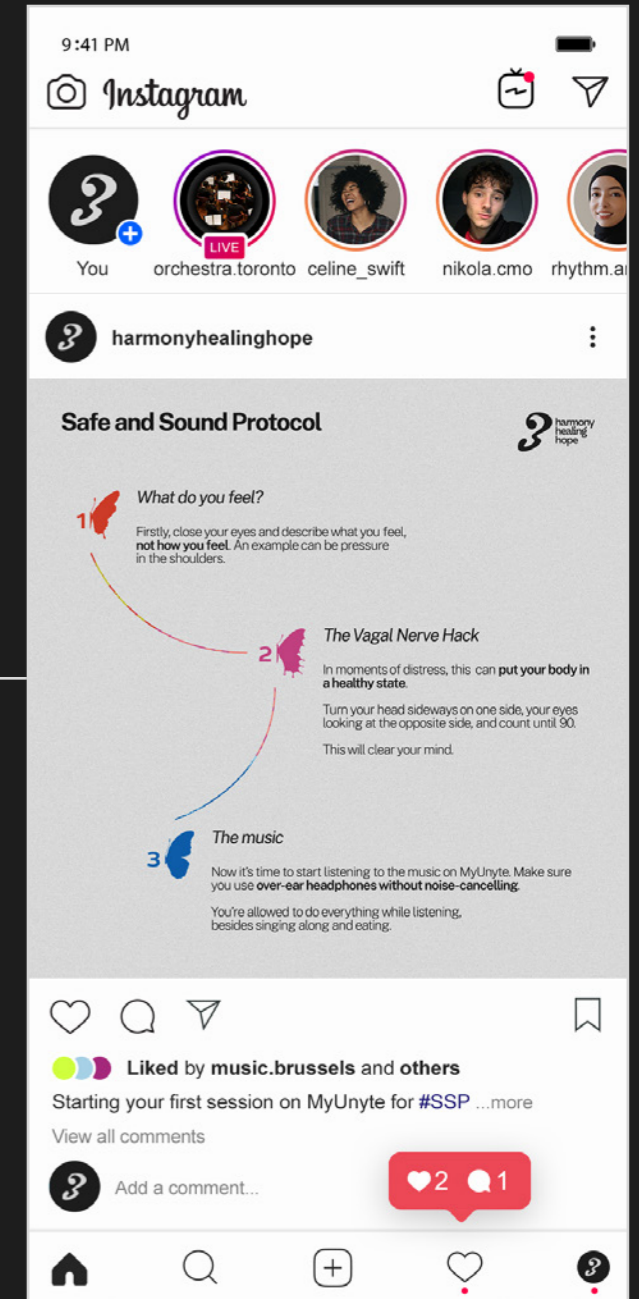 9:41 PM
Instagram
LIVE
You
orchestra.toronto
celine_swift
nikola.cmo
rhythm.a
harmonyhealinghope
Safe and Sound Protocol
harmony
healing
hope
1
What do you feel?
Firstly, close your eyes and describe what you feel,
not how you feel. An example can be pressure
in the shoulders.
2
The Vagal Nerve Hack
In moments of distress, this can put your body in
a healthy state.
Turn your head sideways on one side, your eyes
looking at the opposite side, and count until 90.
This will clear your mind.
3
The music
Now it's time to start listening to the music on MyUnyte. Make sure
you use over-ear headphones without noise-cancelling.
You're allowed to do everything while listening,
besides singing along and eating.
Liked by music.brussels and others
Starting your first session on MyUnyte for #SSP ...more
View all comments
Add a comment...
2 1